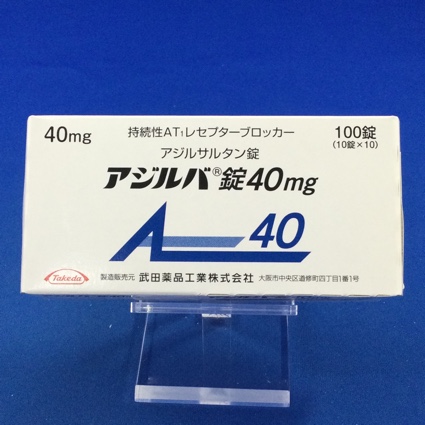 40mg
持続性AT₁レセプターブロッカー
100錠
(10錠×10)
アジルサルタン錠
アジルバ®錠40mg
40
Takeda
製造販売元 武田薬品工業株式会社 大阪市中央区道修町四丁目1番1号